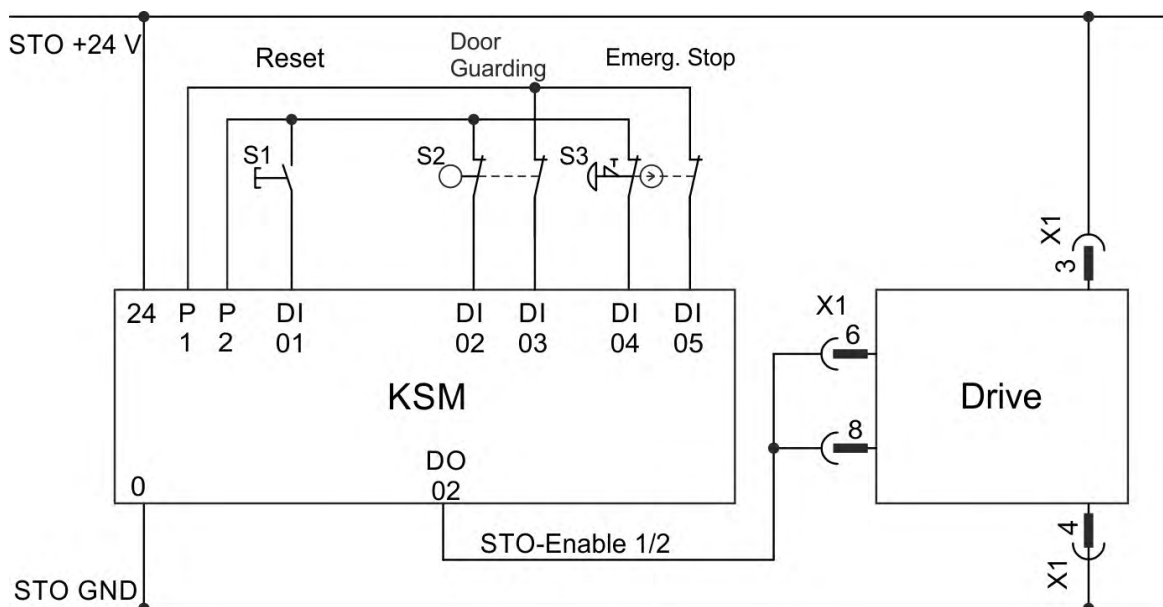 STO +24 V
Reset
Door
Guarding
Emerg. Stop
S1
S2
S3
X1
3
24 P P DI DI DI DI DI
1 2 01 02 03 04 05
X1
6
KSM
Drive
8
DO
02
0
4
STO-Enable 1/2
X1
STO GND